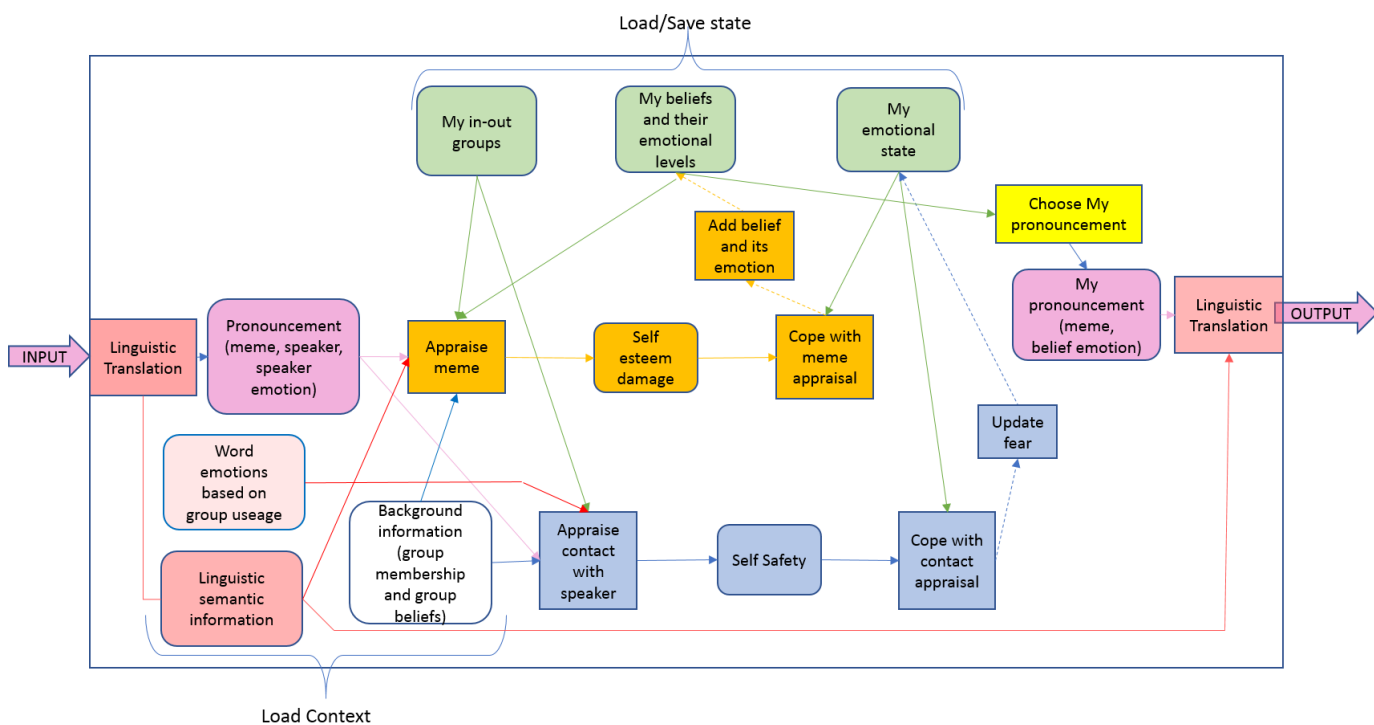 Load/Save state
My in-out
groups
My beliefs
and their
emotional
levels
My
emotional
state
Choose My
pronouncement
Add belief
and its
emotion
My
pronouncement
(meme,
belief emotion)
Linguistic
Translation
OUTPUT
INPUT
Linguistic
Translation
Pronouncement
(meme, speaker,
speaker
emotion)
Appraise
meme
Self
esteem
damage
Cope with
meme
appraisal
Update
fear
Word
emotions
based on
group useage
Background
information
(group
membership
and group
beliefs)
Appraise
contact
with
speaker
Self Safety
Cope with
contact
appraisal
Linguistic
semantic
information
Load Context